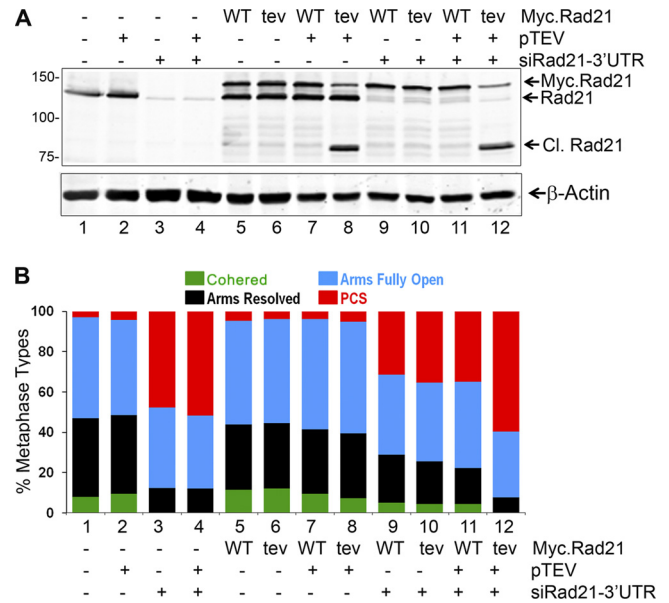 A
WT tev WT tev WT tev WT tev Myc.Rad21
- + - + - - + + - - + + pTEV
- - + + - - - - + + + + siRad21-3'UTR
150-
Myc.Rad21
Rad21
100-
Cl. Rad21
75-
β-Actin
1 2 3 4 5 6 7 8 9 10 11 12
B
Cohered Arms Fully Open
Arms Resolved PCS
% Metaphase Types
100
80
60
40
20
0
1 2 3 4 5 6 7 8 9 10 11 12
- - - - WT tev WT tev WT tev WT tev Myc.Rad21
- + - + - - + + - - + + pTEV
- - + + - - - - + + + + siRad21-3'UTR